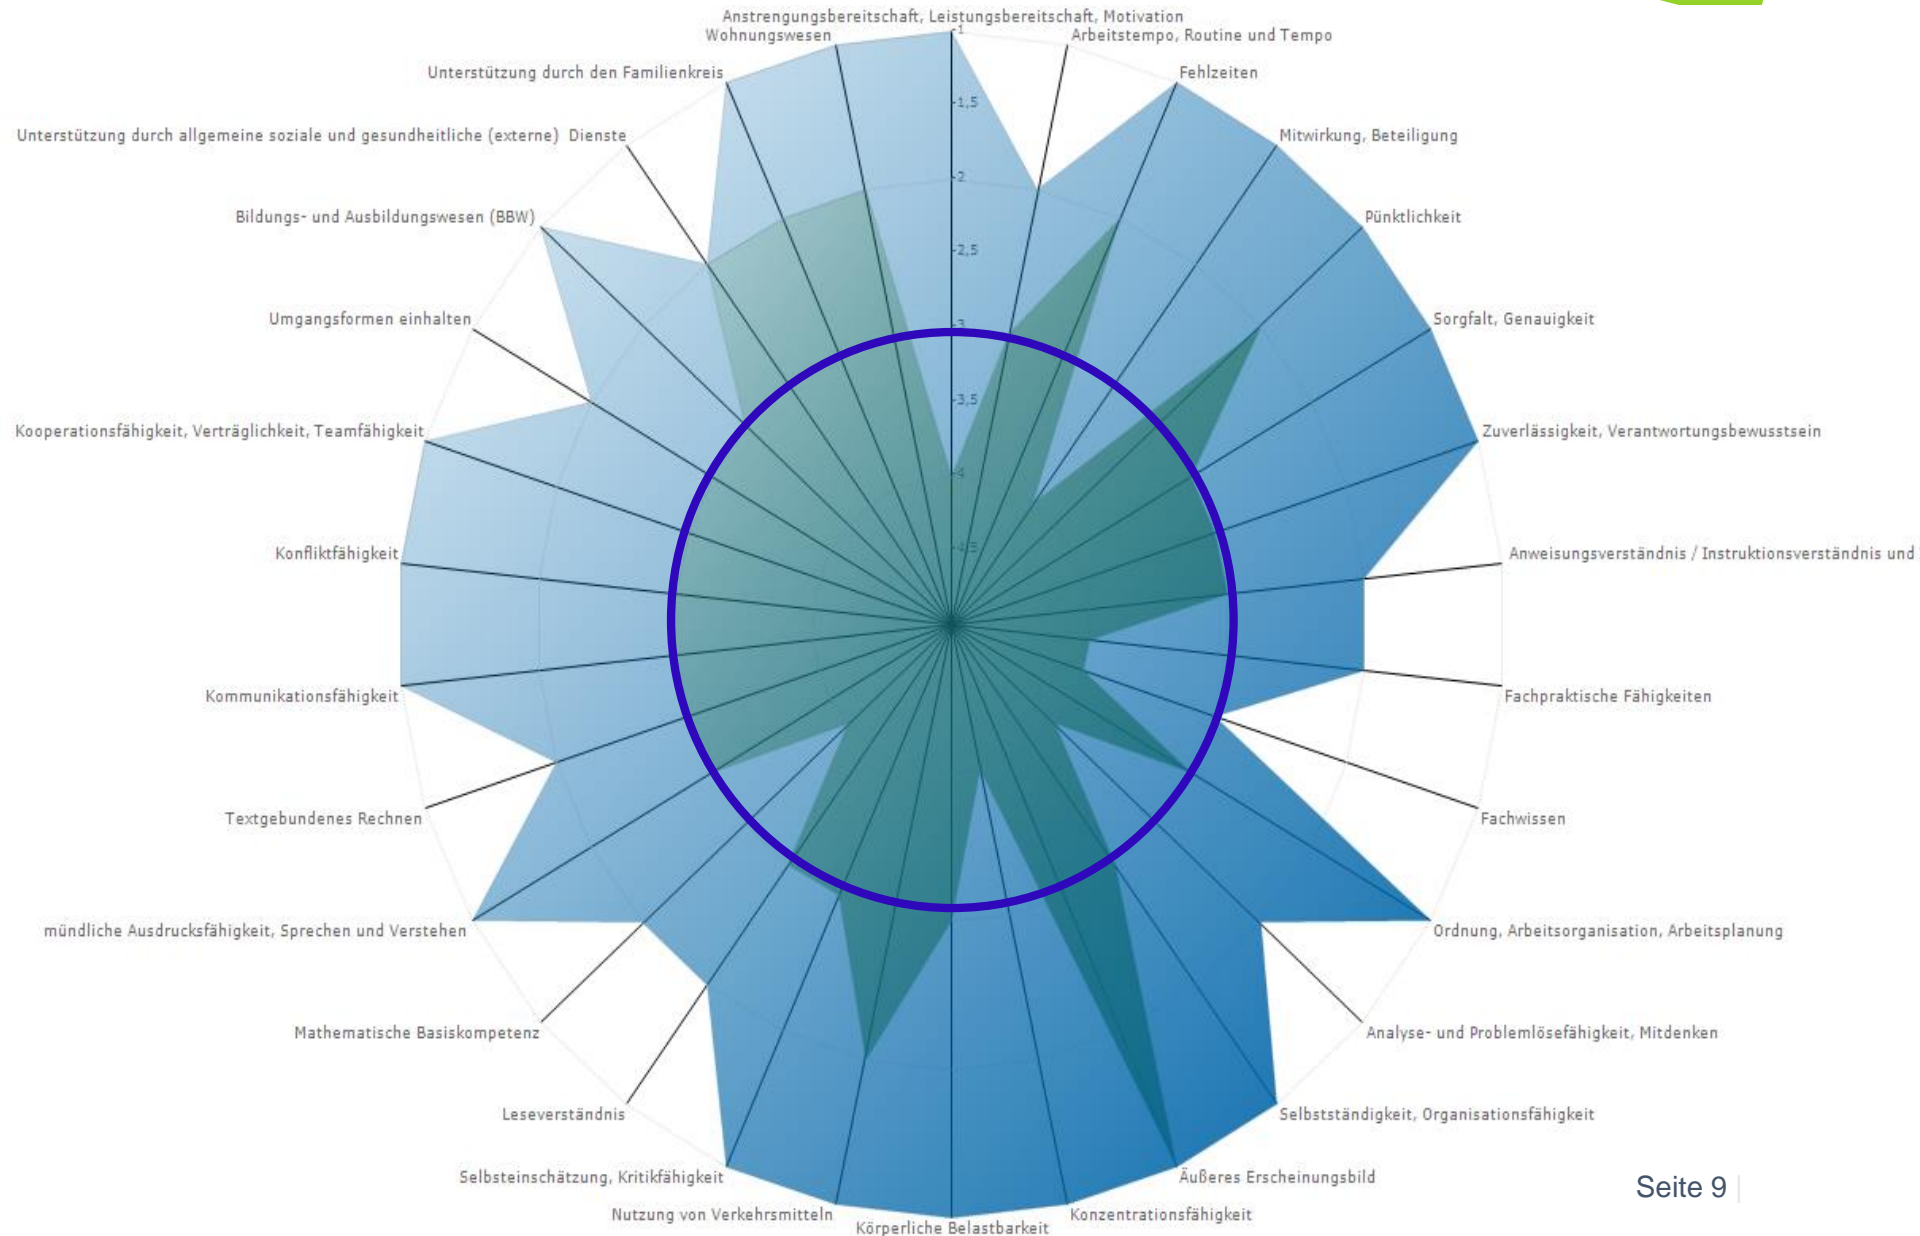 Anstrengungsbereitschaft, Leistungsbereitschaft, Motivation
Arbeitstempo, Routine und Tempo
Fehlzeiten
Mitwirkung, Beteiligung
Pünktlichkeit
Sorgfalt, Genauigkeit
Zuverlässigkeit, Verantwortungsbewusstsein
Anweisungsverständnis / Instruktionsverständnis und
Fachpraktische Fähigkeiten
Fachwissen
Ordnung, Arbeitsorganisation, Arbeitsplanung
Analyse- und Problemlösefähigkeit, Mitdenken
Selbstständigkeit, Organisationsfähigkeit
Äußeres Erscheinungsbild
Konzentrationsfähigkeit
Körperliche Belastbarkeit
Nutzung von Verkehrsmitteln
Selbsteinschätzung, Kritikfähigkeit
Leseverständnis
Mathematische Basiskompetenz
mündliche Ausdrucksfähigkeit, Sprechen und Verstehen
Textgebundenes Rechnen
Kommunikationsfähigkeit
Konfliktfähigkeit
Kooperationsfähigkeit, Verträglichkeit, Teamfähigkeit
Umgangsformen einhalten
Bildungs- und Ausbildungswesen (BBW)
Unterstützung durch allgemeine soziale und gesundheitliche (externe) Dienste
Unterstützung durch den Familienkreis
Wohnungswesen
1
1,5
2
2,5
3
3,5
4
4,5
Seite 9 |